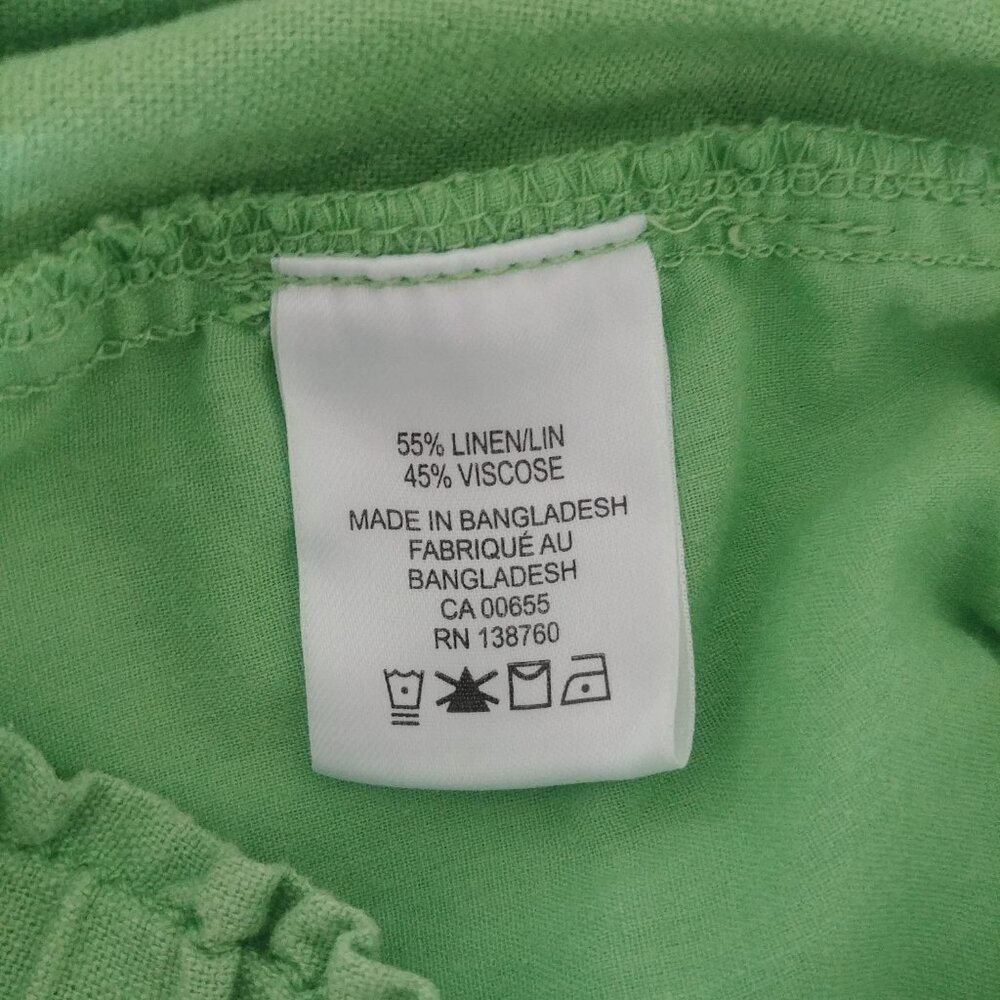 55% LINEN/LIN
45% VISCOSE
MADE IN BANGLADESH
FABRIQUÉ AU
BANGLADESH
CA 00655
RN 138760